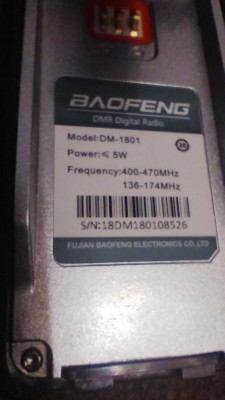 BAOFENG
DMR Digital Radio
Model:DM-1801
Power:≤ 5W
Frequency:400-470MHz
136-174MHz
S/N:18DM180108526
FUJIAN BAOFENG ELECTRONICS CO.,LTD